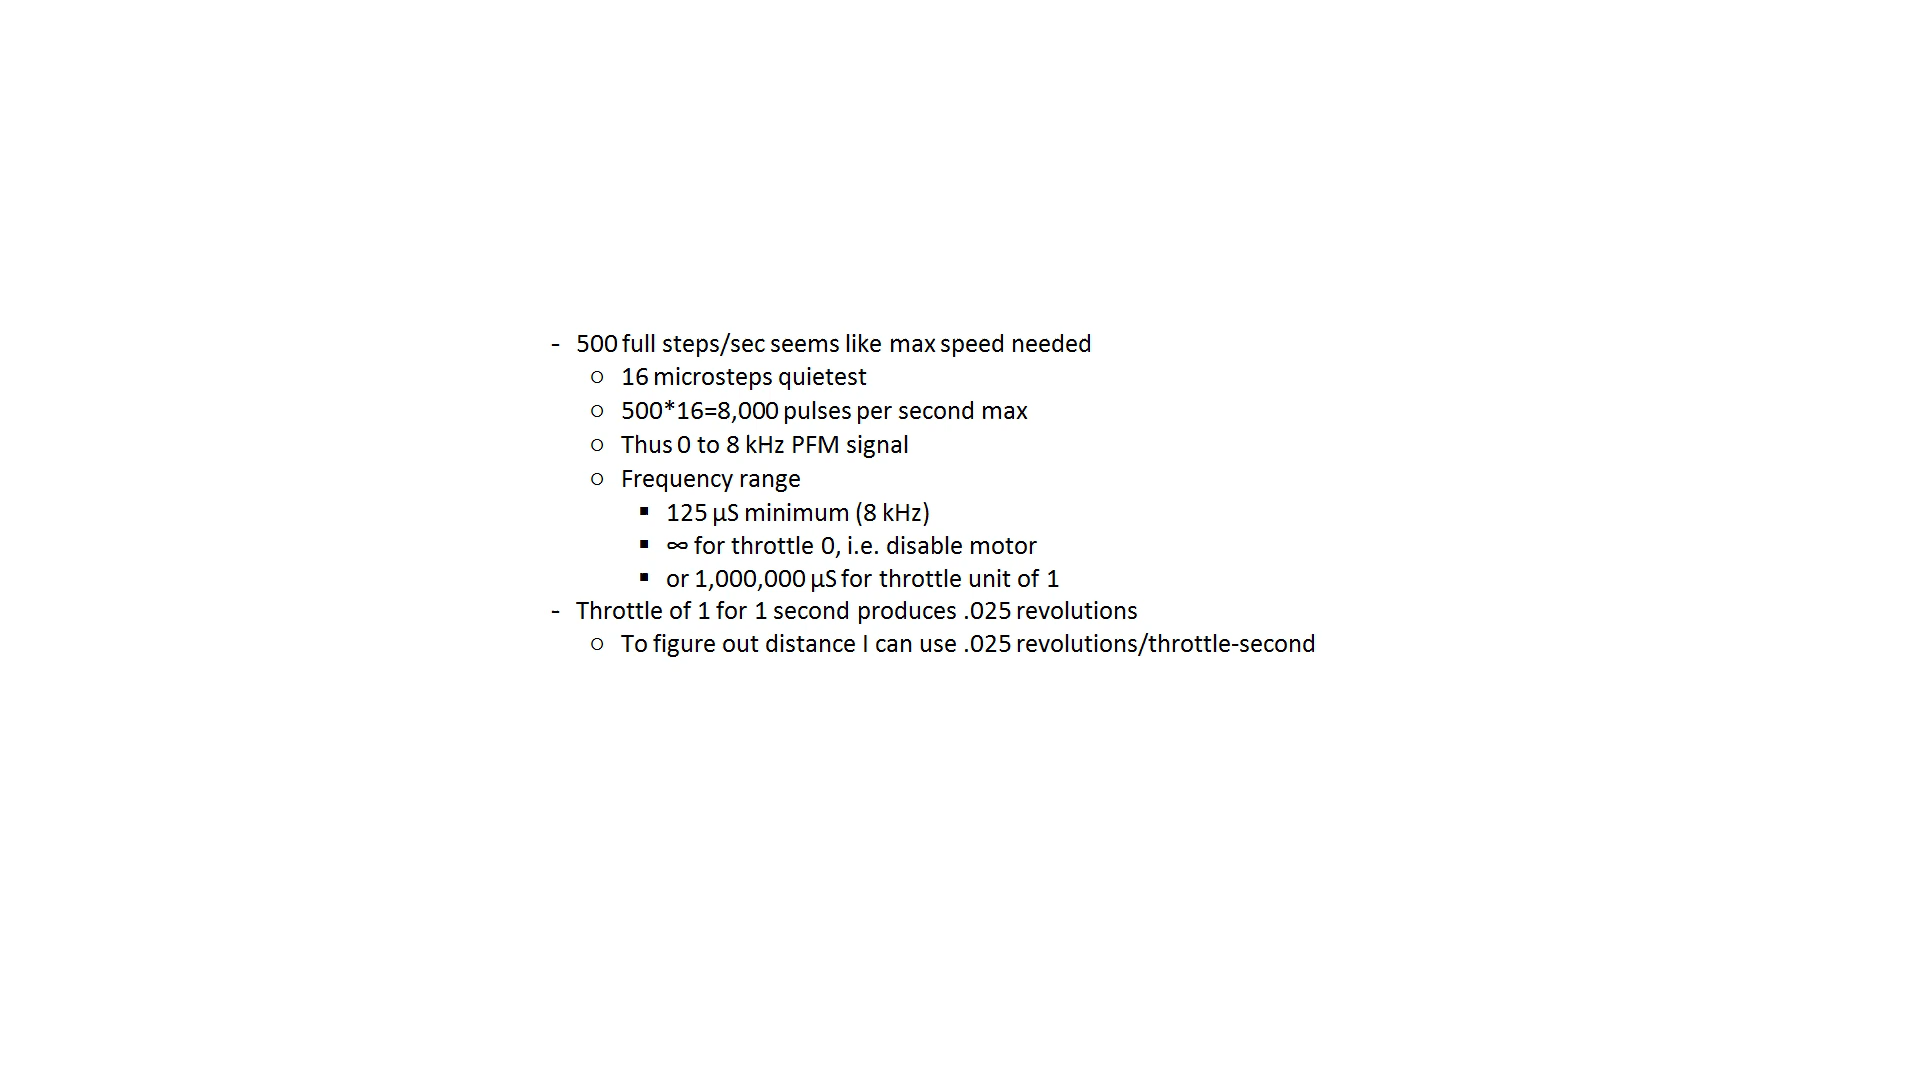 - 500 full steps/sec seems like max speed needed
○ 16 microsteps quietest
○ 500*16=8,000 pulses per second max
○ Thus 0 to 8 kHz PFM signal
○ Frequency range
▪ 125 µS minimum (8 kHz)
▪ ∞ for throttle 0, i.e. disable motor
▪ or 1,000,000 µS for throttle unit of 1
- Throttle of 1 for 1 second produces .025 revolutions
○ To figure out distance I can use .025 revolutions/throttle-second